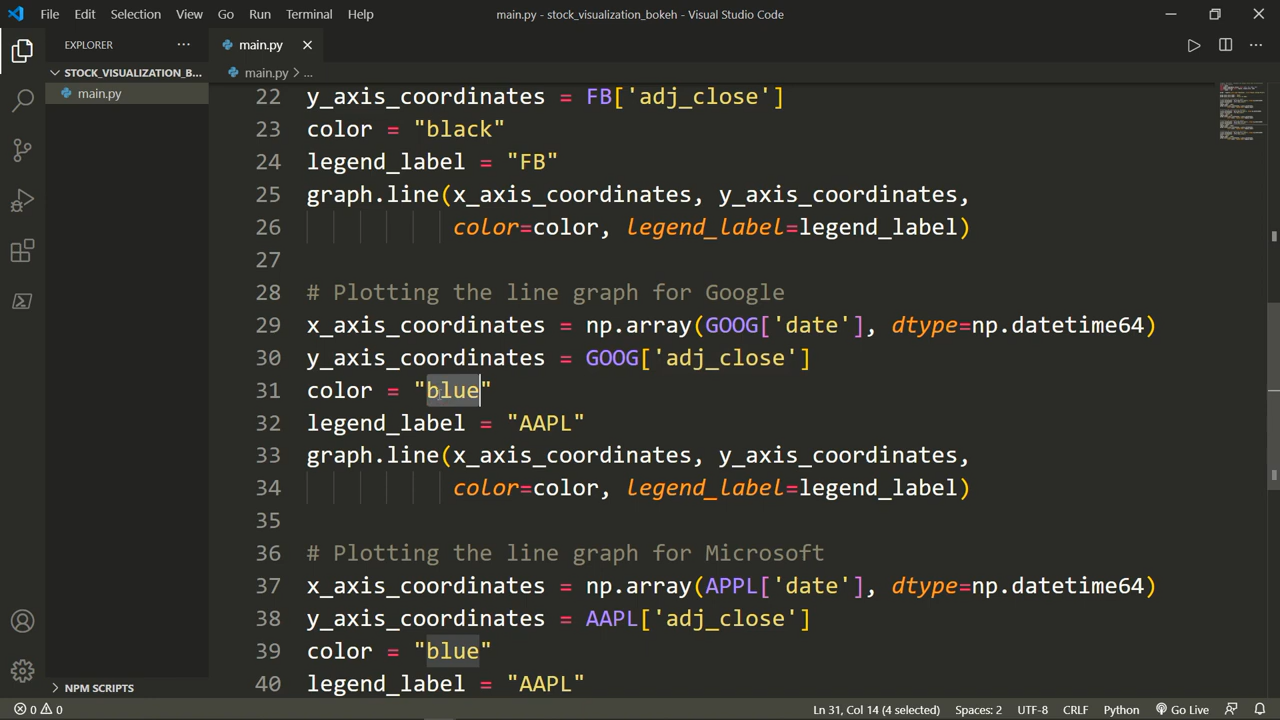 File Edit Selection View Go Run Terminal Help
main.py - stock_visualization_bokeh - Visual Studio Code
EXPLORER
main.py
STOCK_VISUALIZATION_B...
main.py > ...
main.py
22 y_axis_coordinates = FB['adj_close']
23 color = "black"
24 legend_label = "FB"
25 graph.line(x_axis_coordinates, y_axis_coordinates,
26 color=color, legend_label=legend_label)
27
28 # Plotting the line graph for Google
29 x_axis_coordinates = np.array(GOOG['date'], dtype=np.datetime64)
30 y_axis_coordinates = GOOG['adj_close']
31 color = "blue"
32 legend_label = "AAPL"
33 graph.line(x_axis_coordinates, y_axis_coordinates,
34 color=color, legend_label=legend_label)
35
36 # Plotting the line graph for Microsoft
37 x_axis_coordinates = np.array(APPL['date'], dtype=np.datetime64)
38 y_axis_coordinates = AAPL['adj_close']
39 color = "blue"
40 legend_label = "AAPL"
NPM SCRIPTS
0 0 Ln 31, Col 14 (4 selected) Spaces: 2 UTF-8 CRLF Python Go Live